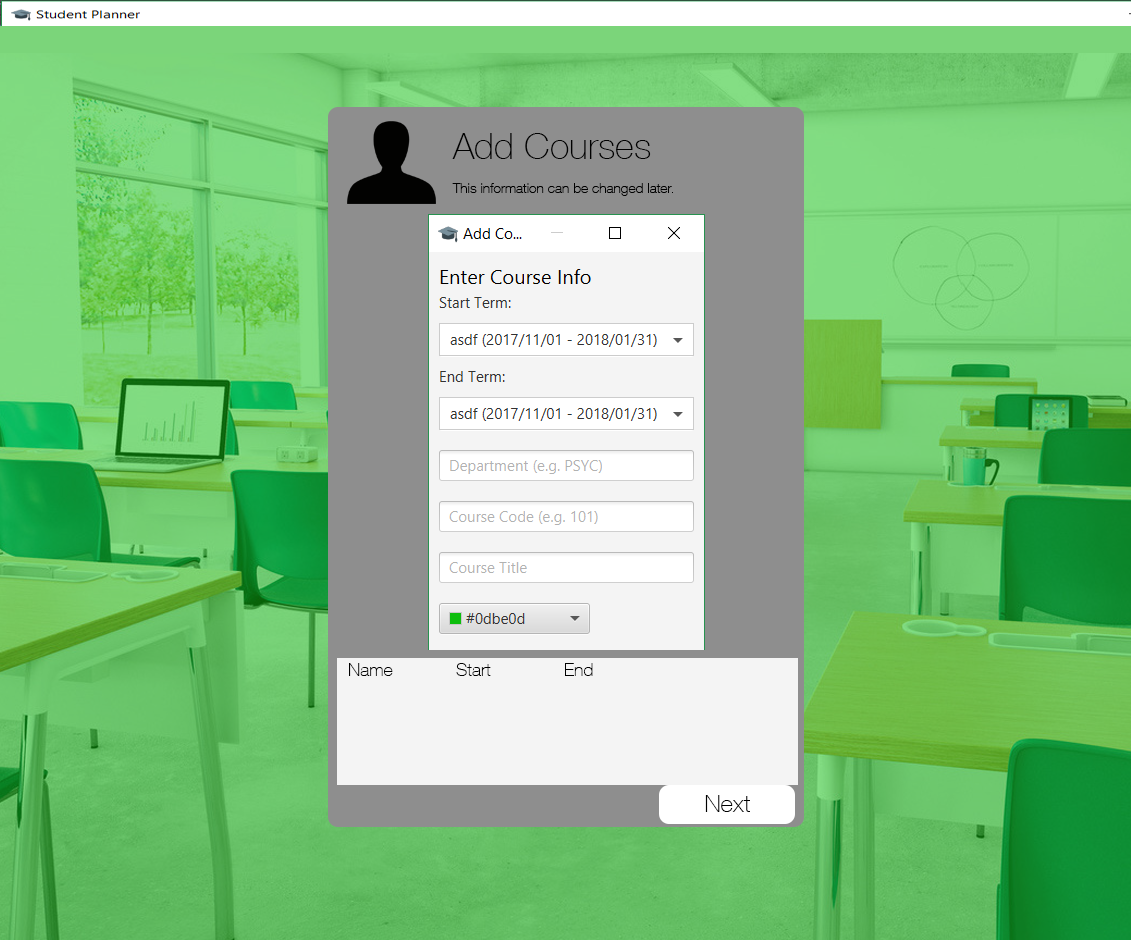 Student Planner
Add Courses
This information can be changed later.
Add Co...
Enter Course Info
Start Term:
asdf (2017/11/01 - 2018/01/31)
End Term:
asdf (2017/11/01 - 2018/01/31)
Department (e.g. PSYC)
Course Code (e.g. 101)
Course Title
#0dbe0d
Name Start End
Next